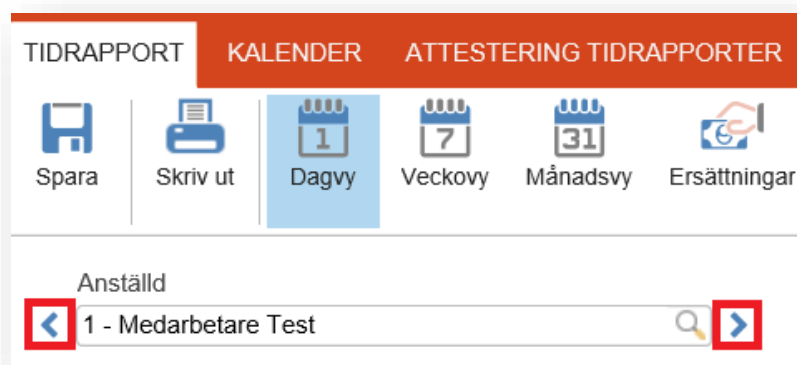 TIDRAPPORT KALENDER ATTESTERING TIDRAPPORTER
1 7 31
Spara Skriv ut Dagvy Veckovy Månadsvy Ersättningar
Anställd
1 - Medarbetare Test